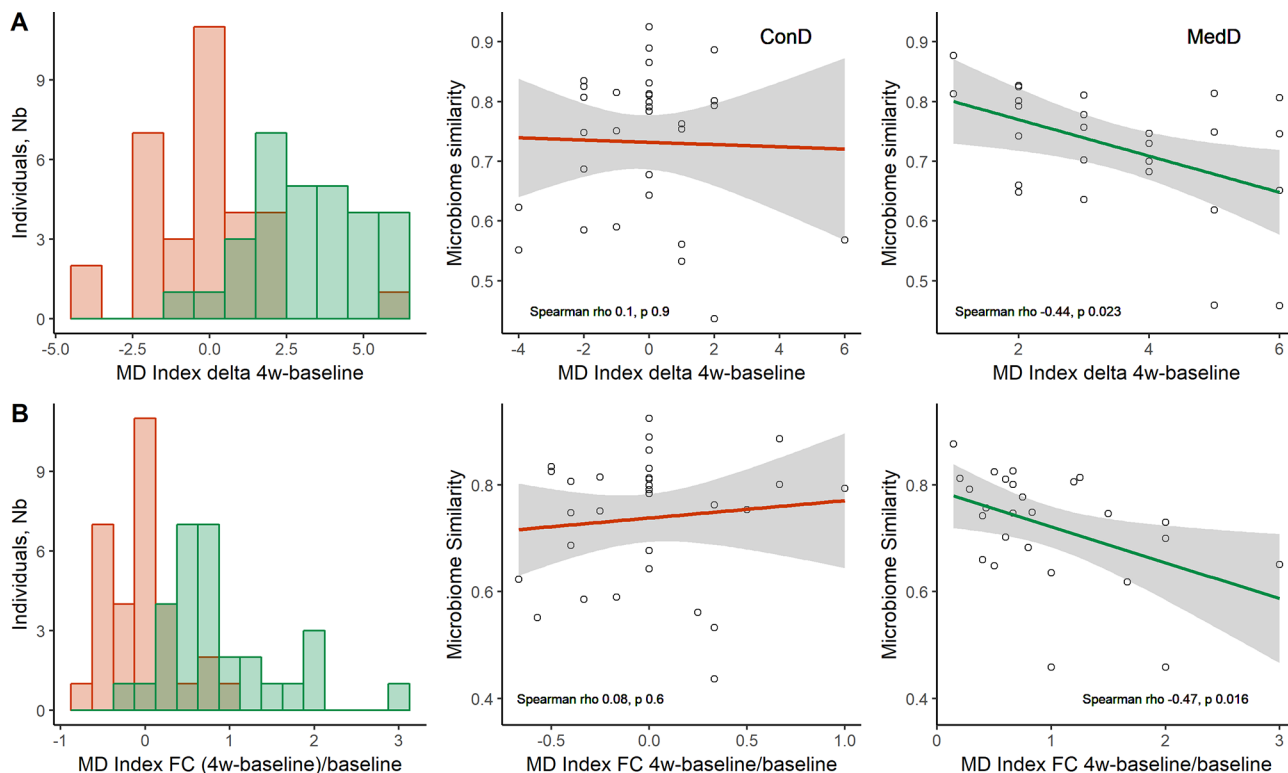 A
Individuals, Nb
9
6
3
0
-5.0 -2.5 0.0 2.5 5.0
MD Index delta 4w-baseline
ConD
Microbiome similarity
0.9
0.8
0.7
0.6
0.5
Spearman rho 0.1, p 0.9
-4 -2 0 2 4 6
MD Index delta 4w-baseline
MedD
Microbiome similarity
0.9
0.8
0.7
0.6
0.5
Spearman rho -0.44, p 0.023
2 4 6
MD Index delta 4w-baseline
B
Individuals, Nb
9
6
3
0
-1 0 1 2 3
MD Index FC (4w-baseline)/baseline
Microbiome Similarity
0.9
0.8
0.7
0.6
0.5
0.4
Spearman rho 0.08, p 0.6
-0.5 0.0 0.5 1.0
MD Index FC 4w-baseline/baseline
Microbiome Similarity
0.8
0.6
0.4
Spearman rho -0.47, p 0.016
0 1 2 3
MD Index FC 4w-baseline/baseline